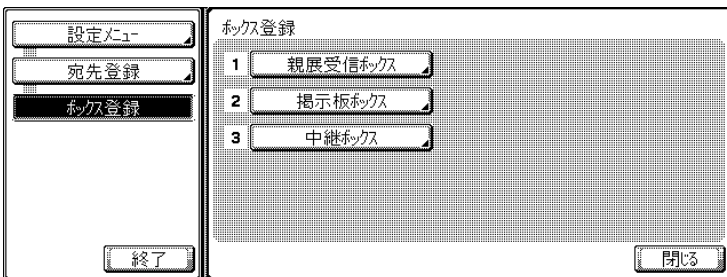 設定ﾒﾆｭｰ
宛先登録
ﾎﾞｯｸｽ登録
終了
ﾎﾞｯｸｽ登録
1 親展受信ﾎﾞｯｸｽ
2 掲示板ﾎﾞｯｸｽ
3 中継ﾎﾞｯｸｽ
閉じる